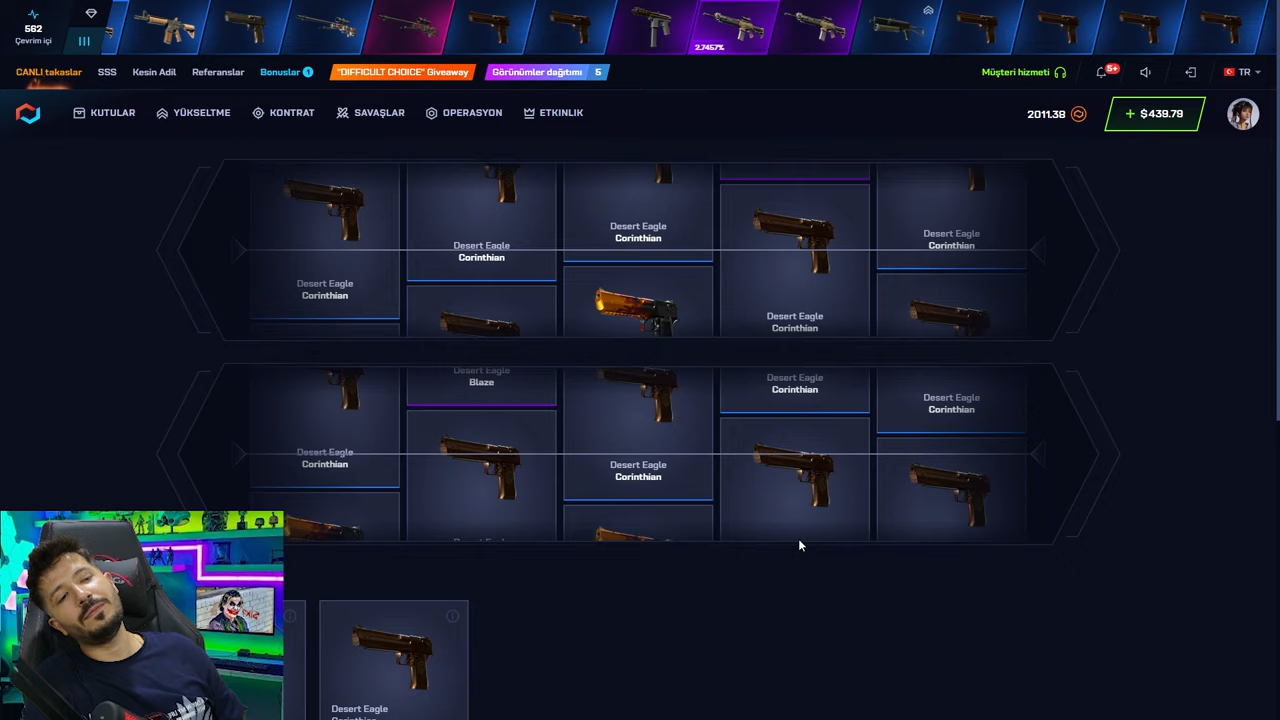 562
Çevrim içi
2.7457%
CANLI takaslar
SSS
Kesin Adil
Referanslar
Bonuslar 1
"DIFFICULT CHOICE" Giveaway
Görünümler dağıtımı 5
Müşteri hizmeti
5+
TR
KUTULAR
YÜKSELTME
KONTRAT
SAVAŞLAR
OPERASYON
ETKINLIK
2011.38
+ $439.79
Desert Eagle
Corinthian
Desert Eagle
Corinthian
Desert Eagle
Corinthian
Desert Eagle
Corinthian
Desert Eagle
Corinthian
Desert Eagle
Corinthian
Desert Eagle
Blaze
Desert Eagle
Corinthian
Desert Eagle
Corinthian
Desert Eagle
Corinthian
Desert Eagle
Corinthian